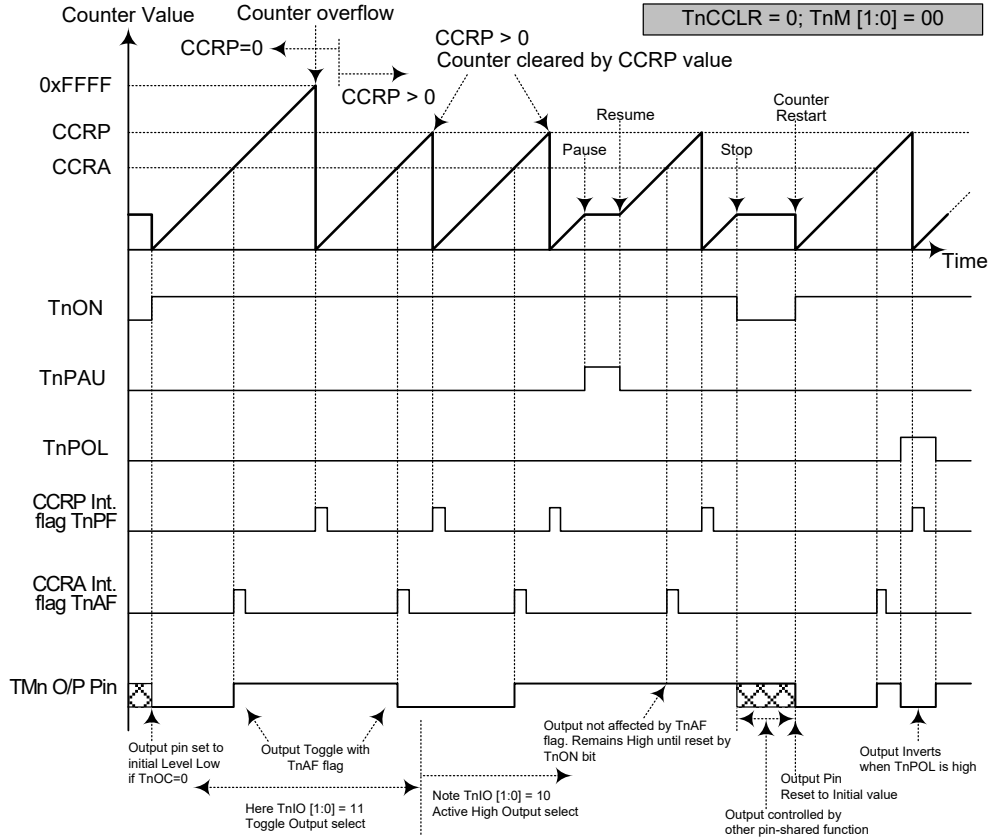 Counter Value
Counter overflow
TnCCLR = 0; TnM [1:0] = 00
CCRP=0
CCRP > 0
CCRP > 0
Counter cleared by CCRP value
0xFFFF
CCRP
CCRA
Pause
Resume
Stop
Counter
Restart
Time
TnON
TnPAU
TnPOL
CCRP Int.
flag TnPF
CCRA Int.
flag TnAF
TMn O/P Pin
Output pin set to
initial Level Low
if TnOC=0
Output Toggle with
TnAF flag
Here TnIO [1:0] = 11
Toggle Output select
Note TnIO [1:0] = 10
Active High Output select
Output not affected by TnAF
flag. Remains High until reset by
TnON bit
Output controlled by
other pin-shared function
Output Pin
Reset to Initial value
Output Inverts
when TnPOL is high